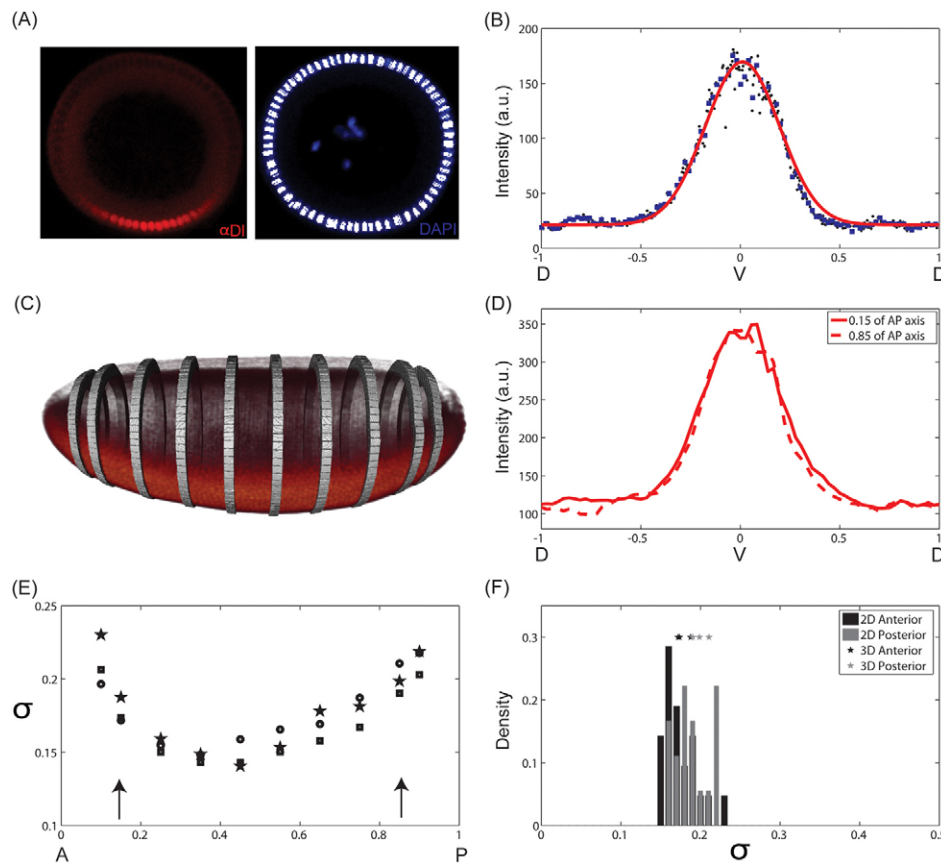 (A)
αDl
DAPI
(B)
Intensity (a.u.)
200
150
100
50
0
-1
-0.5
0
0.5
1
D
V
D
(C)
(D)
Intensity (a.u.)
350
300
250
200
150
100
0.15 of AP axis
0.85 of AP axis
-1
-0.5
0
0.5
1
D
V
D
(E)
σ
0.25
0.2
0.15
0.1
0
0.2
0.4
0.6
0.8
1
A
P
(F)
Density
0.3
0.2
0.1
0
2D Anterior
2D Posterior
3D Anterior
3D Posterior
0
0.1
0.2
0.3
0.4
0.5
σ